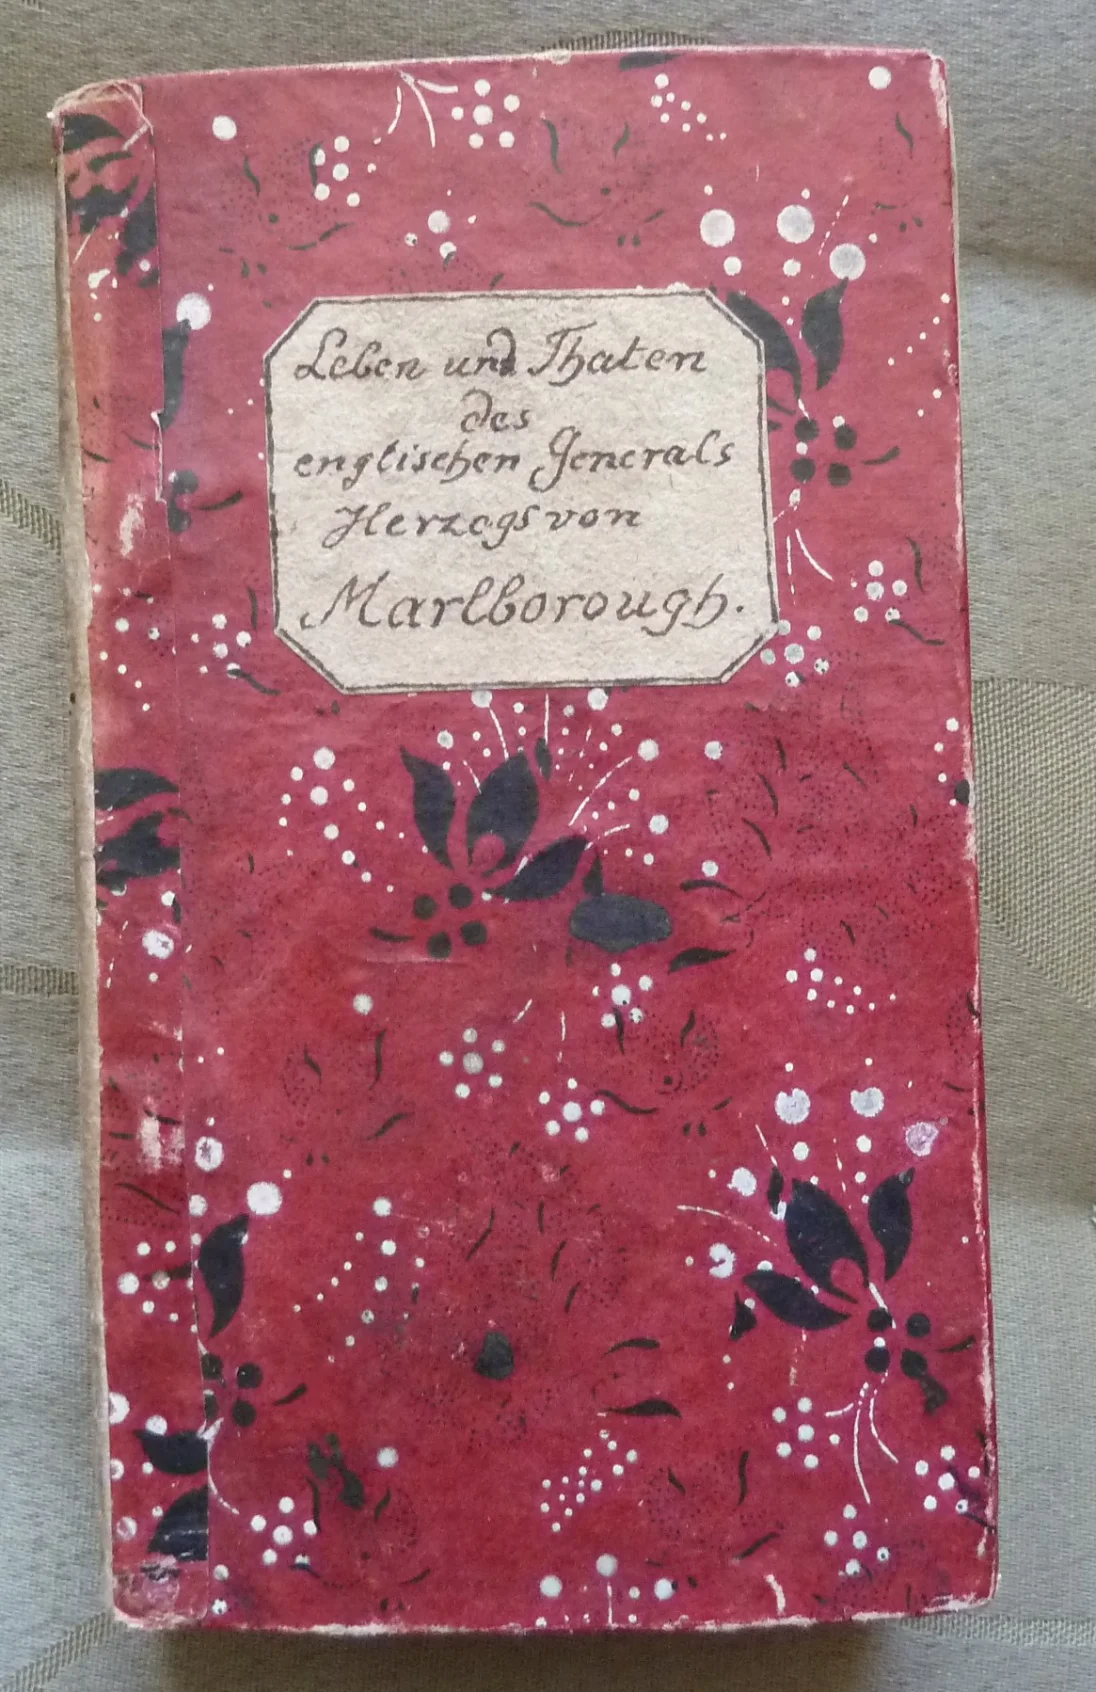 Leben und Thaten
des
englischen Generals
Herzogs von
Marlborough.